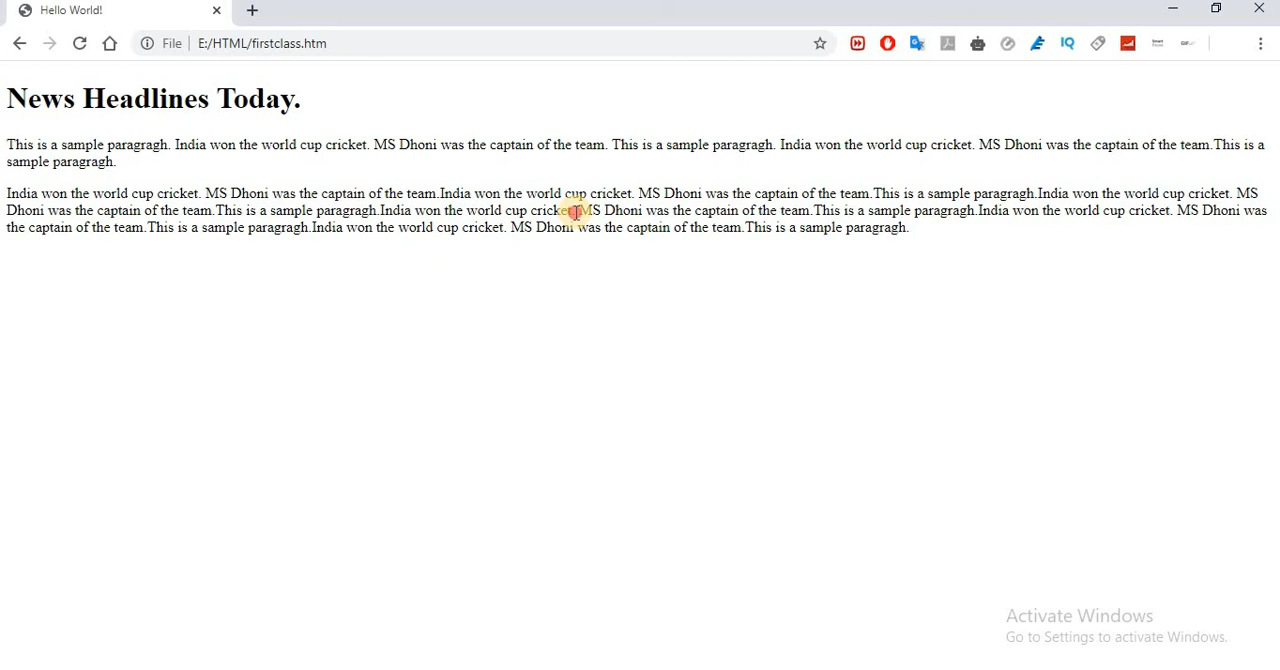 Hello World!
File
E:/HTML/firstclass.htm
IQ
News Headlines Today.
This is a sample paragragh. India won the world cup cricket. MS Dhoni was the captain of the team. This is a sample paragragh. India won the world cup cricket. MS Dhoni was the captain of the team.This is a
sample paragragh.
India won the world cup cricket. MS Dhoni was the captain of the team.India won the world cup cricket. MS Dhoni was the captain of the team.This is a sample paragragh.India won the world cup cricket. MS
Dhoni was the captain of the team.This is a sample paragragh.India won the world cup cricket. MS Dhoni was the captain of the team.This is a sample paragragh.India won the world cup cricket. MS Dhoni was
the captain of the team.This is a sample paragragh.India won the world cup cricket. MS Dhoni was the captain of the team.This is a sample paragragh.
Activate Windows
Go to Settings to activate Windows.